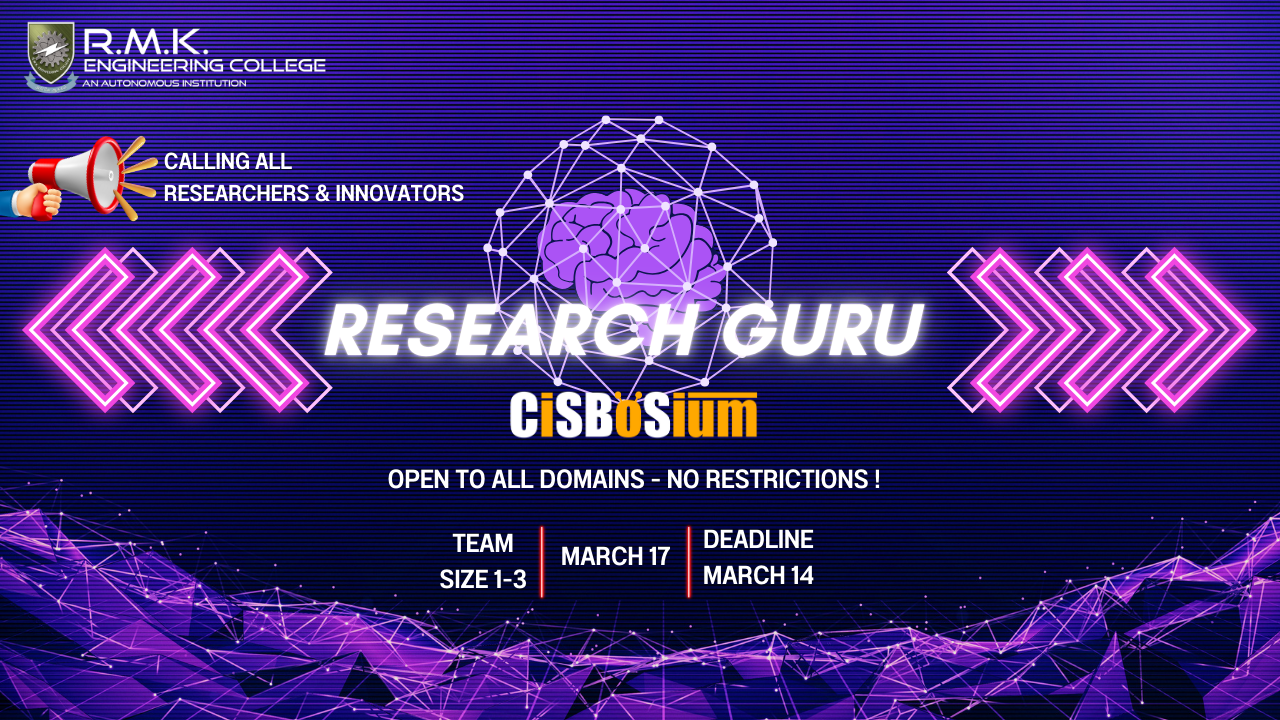 R.M.K.
ENGINEERING COLLEGE
AN AUTONOMOUS INSTITUTION
CALLING ALL
RESEARCHERS & INNOVATORS
RESEARCH GURU
CiSBoSium
OPEN TO ALL DOMAINS - NO RESTRICTIONS !
TEAM
SIZE 1-3
MARCH 17
DEADLINE
MARCH 14